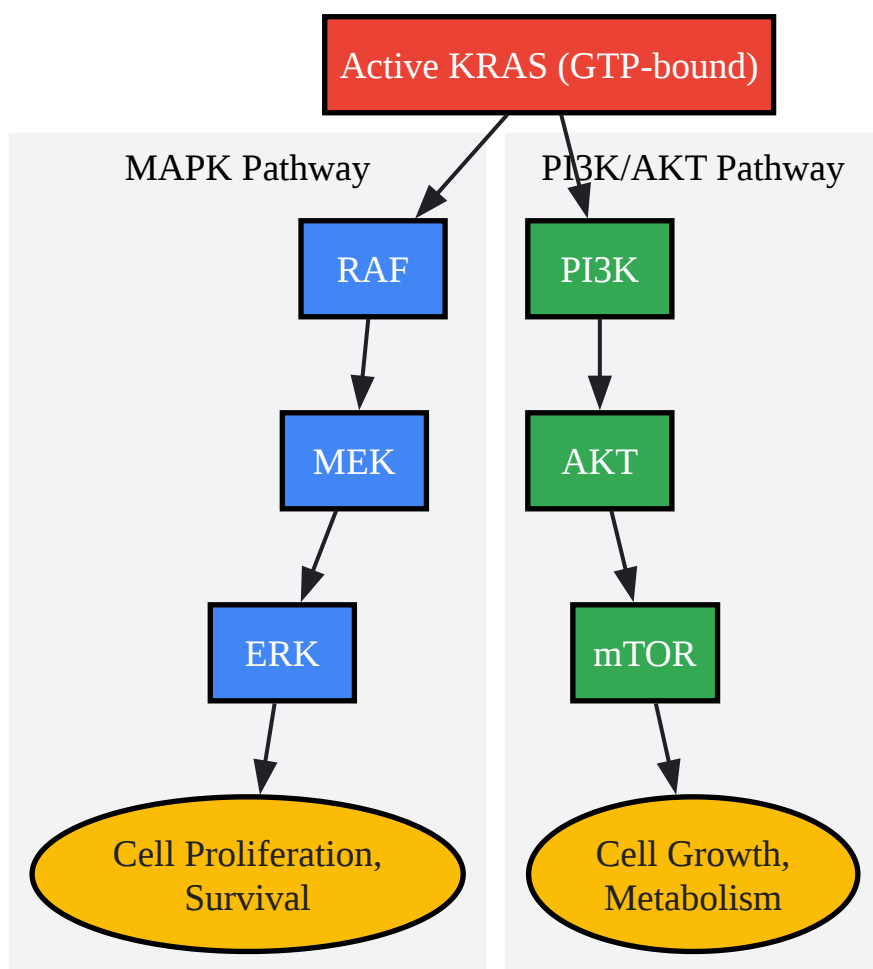 Active KRAS (GTP-bound)
MAPK Pathway
RAF
MEK
ERK
Cell Proliferation,
Survival
PI3K/AKT Pathway
PI3K
AKT
mTOR
Cell Growth,
Metabolism